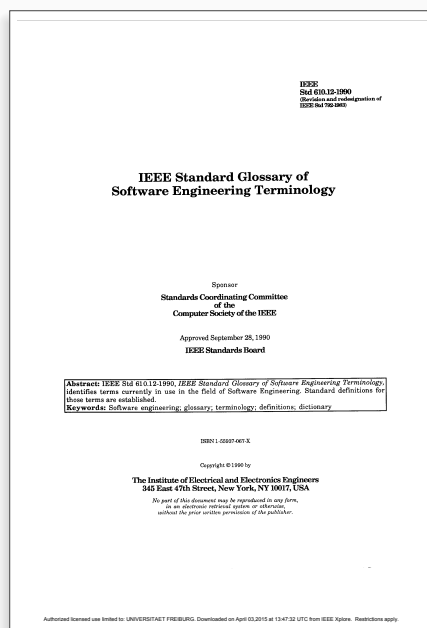 IEEE
Std 610.12-1990
(Revision and redesignation of
IEEE Std 792-1983)
IEEE Standard Glossary of
Software Engineering Terminology
Sponsor
Standards Coordinating Committee
of the
Computer Society of the IEEE
Approved September 28, 1990
IEEE Standards Board
Abstract: IEEE Std 610.12-1990, IEEE Standard Glossary of Software Engineering Terminology,
identifies terms currently in use in the field of Software Engineering. Standard definitions for
those terms are established.
Keywords: Software engineering; glossary; terminology; definitions; dictionary
ISBN 1-55937-067-X
Copyright © 1990 by
The Institute of Electrical and Electronics Engineers
345 East 47th Street, New York, NY 10017, USA
No part of this document may be reproduced in any form,
in an electronic retrieval system or otherwise,
without the prior written permission of the publisher.
Authorized licensed use limited to: UNIVERSITAET FREIBURG. Downloaded on April 03,2015 at 13:47:32 UTC from IEEE Xplore. Restrictions apply.